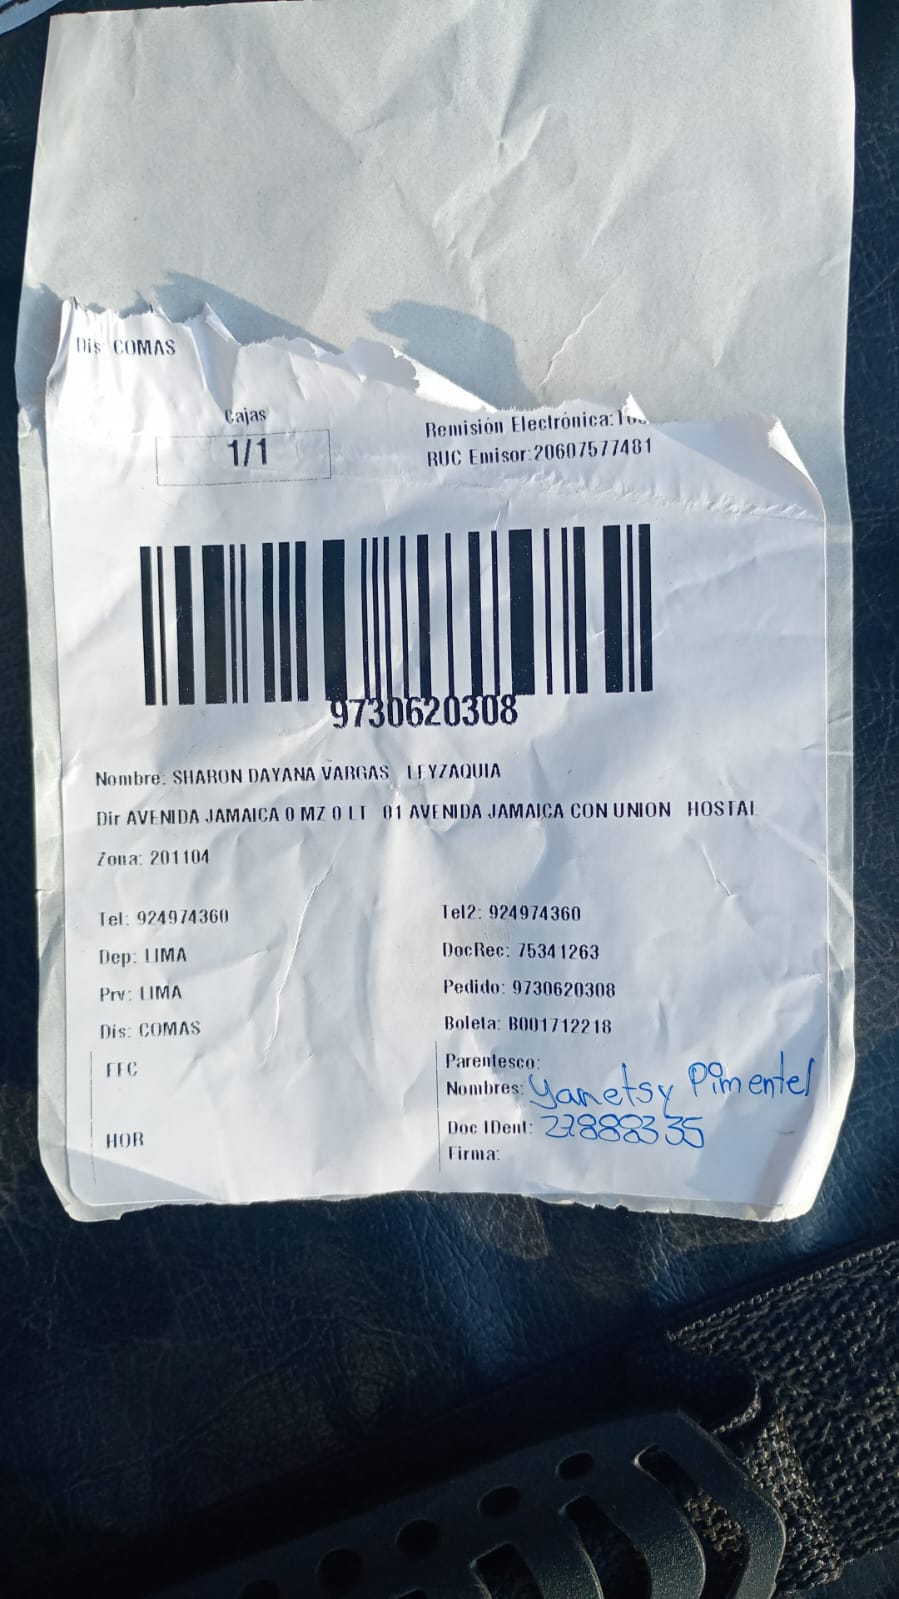 Dis: COMAS
Cajas
1/1
Remisión Electrónica:
RUC Emisor:20607577481
9730620308
Nombre: SHARON DAYANA VARGAS LEYZAQUIA
Dir AVENIDA JAMAICA 0 MZ 0 LT 01 AVENIDA JAMAICA CON UNION HOSTAL
Zona: 201104
Tel: 924974360
Tel2: 924974360
Dep: LIMA
DocRec: 75341263
Prv: LIMA
Pedido: 9730620308
Dis: COMAS
Boleta: B001712218
FEC
Parentesco:
Nombres: Yanetsy Pimentel
HOR
Doc IDent: 27888335
Firma: